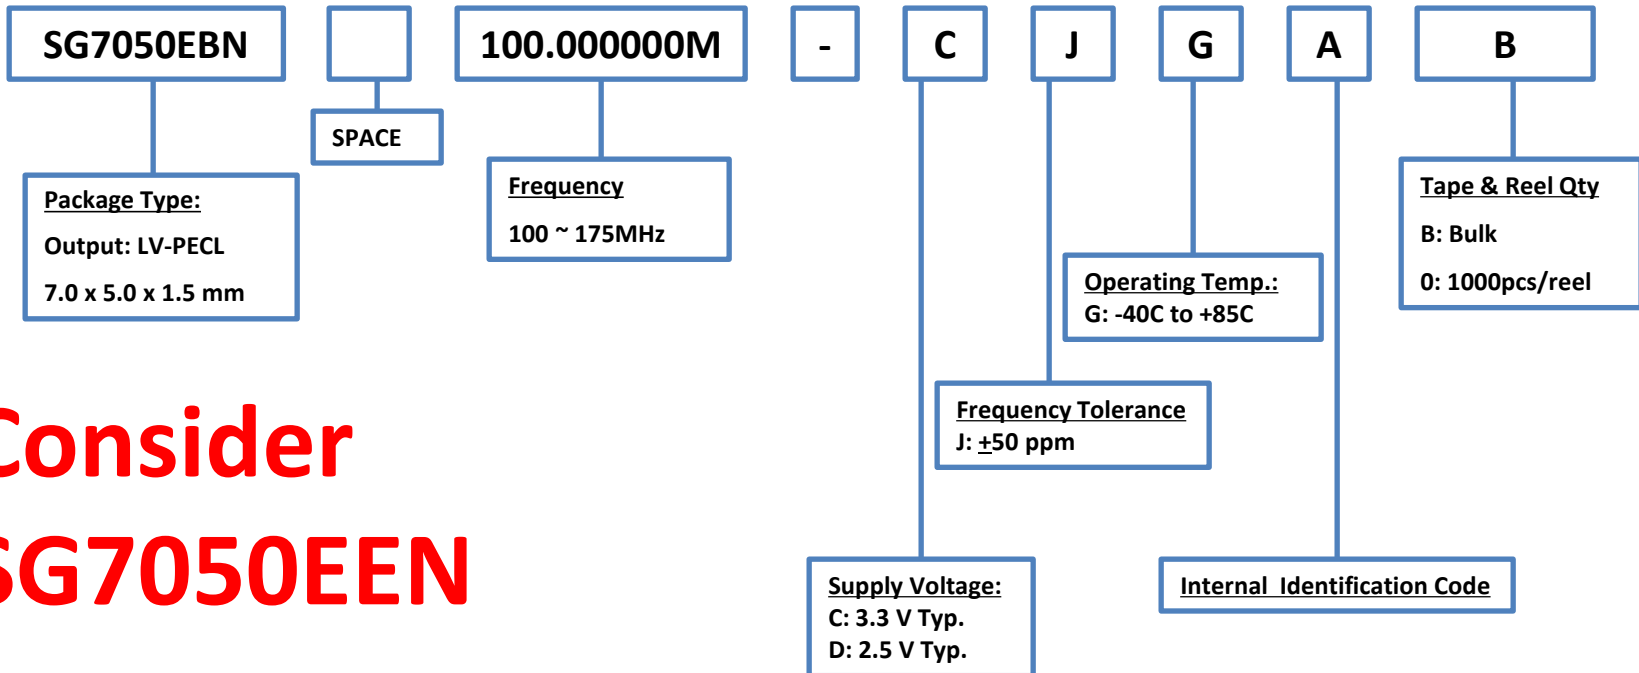 SG7050EBN 100.000000M - C J G A B
SPACE
Package Type:
Output: LV-PECL
7.0 x 5.0 x 1.5 mm
Frequency
100 ~ 175MHz
Tape & Reel Qty
B: Bulk
0: 1000pcs/reel
Operating Temp.:
G: -40C to +85C
Frequency Tolerance
J: ±50 ppm
Consider
SG7050EEN
Supply Voltage:
C: 3.3 V Typ.
D: 2.5 V Typ.
Internal Identification Code